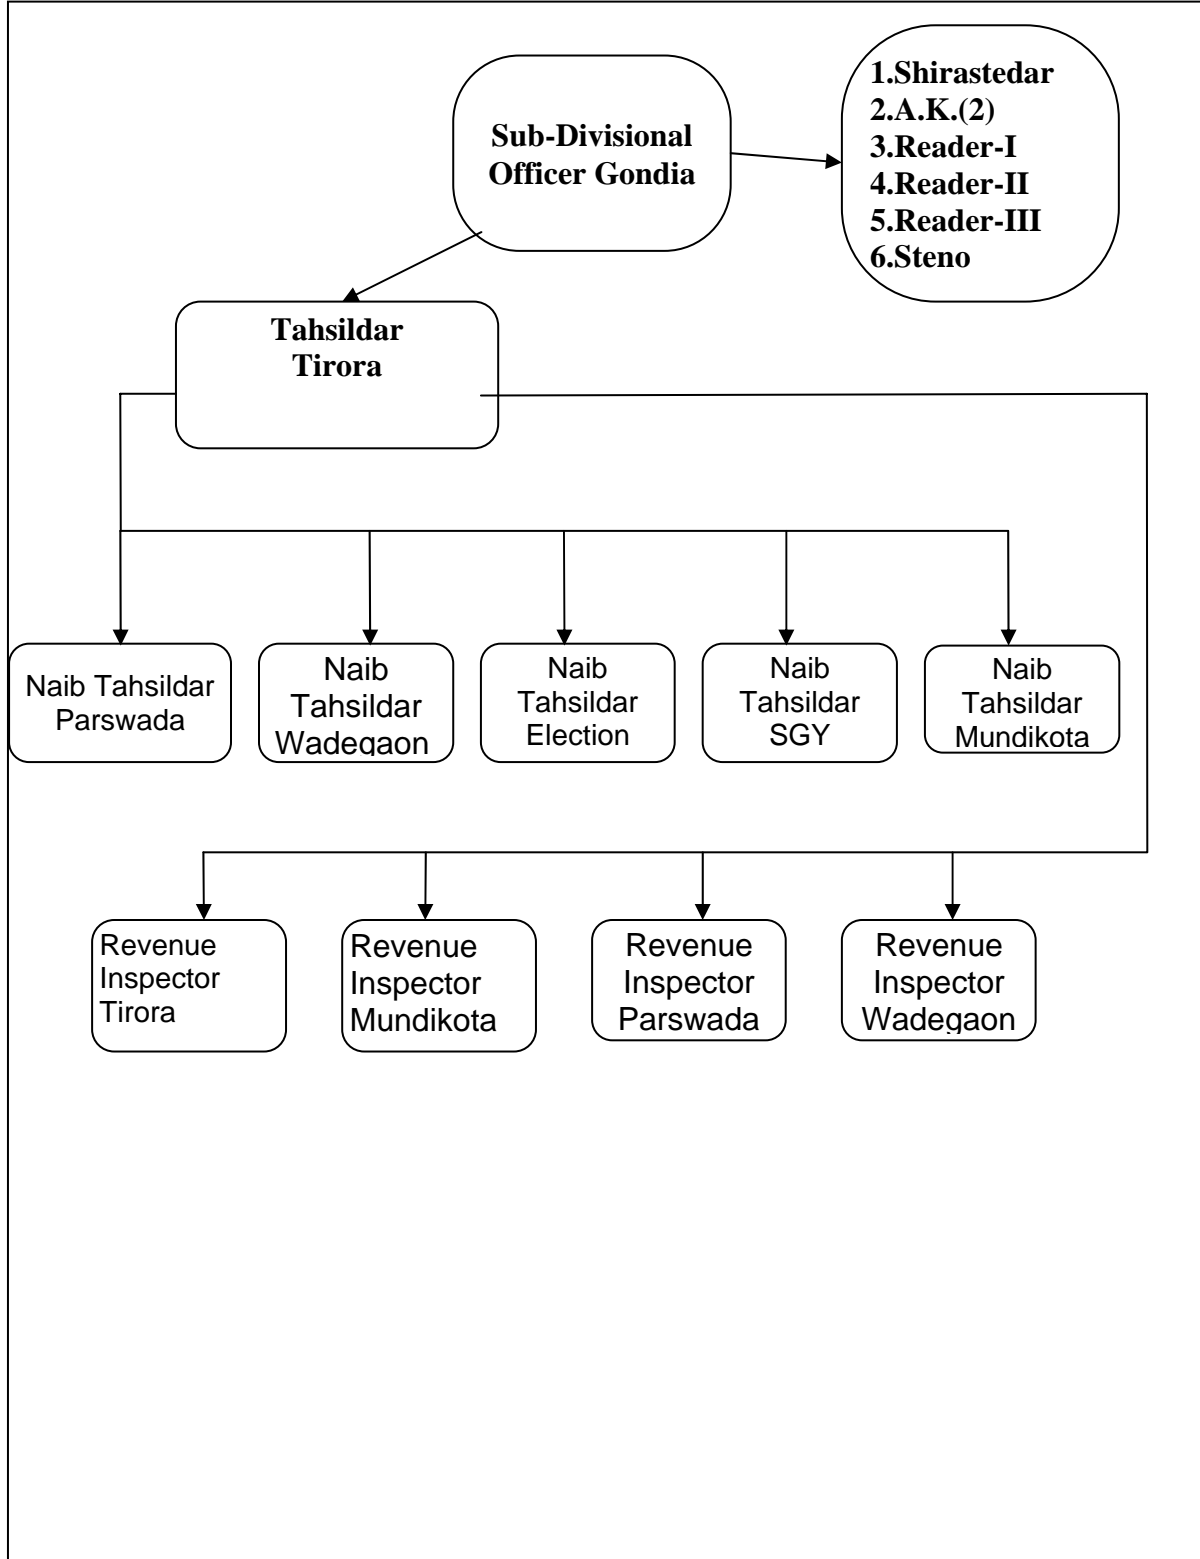 Sub-Divisional
Officer Gondia
1.Shirastedar
2.A.K.(2)
3.Reader-I
4.Reader-II
5.Reader-III
6.Steno
Tahsildar
Tirora
Naib Tahsildar
Parswada
Naib
Tahsildar
Wadegaon
Naib
Tahsildar
Election
Naib
Tahsildar
SGY
Naib
Tahsildar
Mundikota
Revenue
Inspector
Tirora
Revenue
Inspector
Mundikota
Revenue
Inspector
Parswada
Revenue
Inspector
Wadegaon